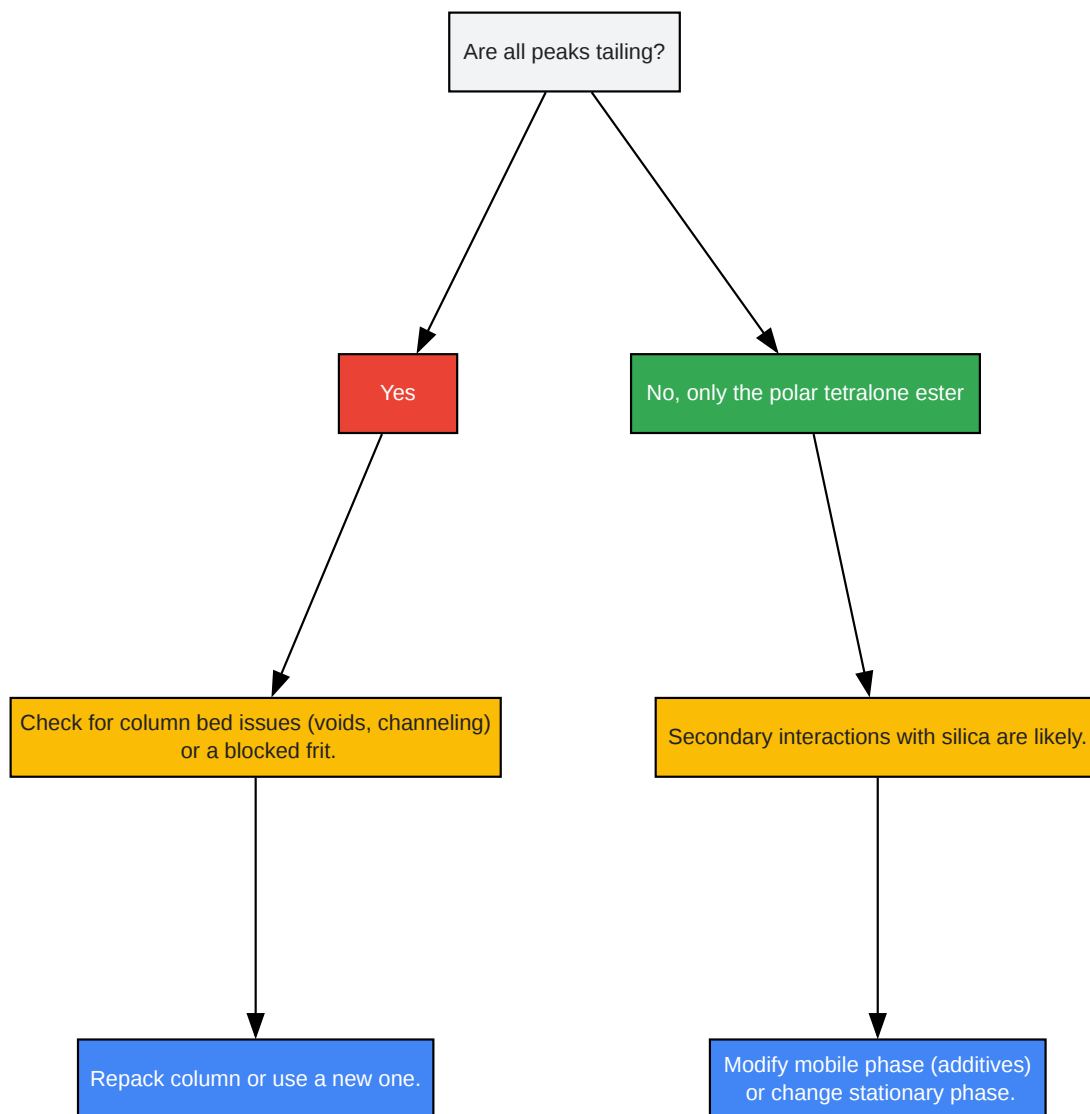 Are all peaks tailing?
Yes
No, only the polar tetralone ester
Check for column bed issues (voids, channeling)
or a blocked frit.
Secondary interactions with silica are likely.
Repack column or use a new one.
Modify mobile phase (additives)
or change stationary phase.